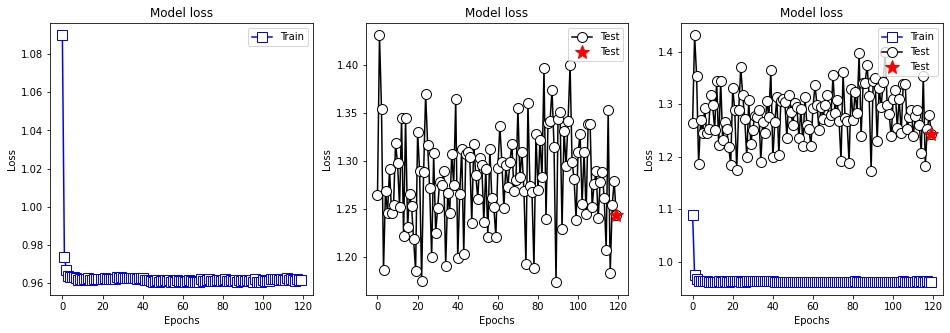 Model loss
Train
Loss
1.08
1.06
1.04
1.02
1.00
0.98
0.96
0 20 40 60 80 100 120
Epochs
Model loss
Test
Test
Loss
1.40
1.35
1.30
1.25
1.20
0 20 40 60 80 100 120
Epochs
Model loss
Train
Test
Test
Loss
1.4
1.3
1.2
1.1
1.0
0 20 40 60 80 100 120
Epochs